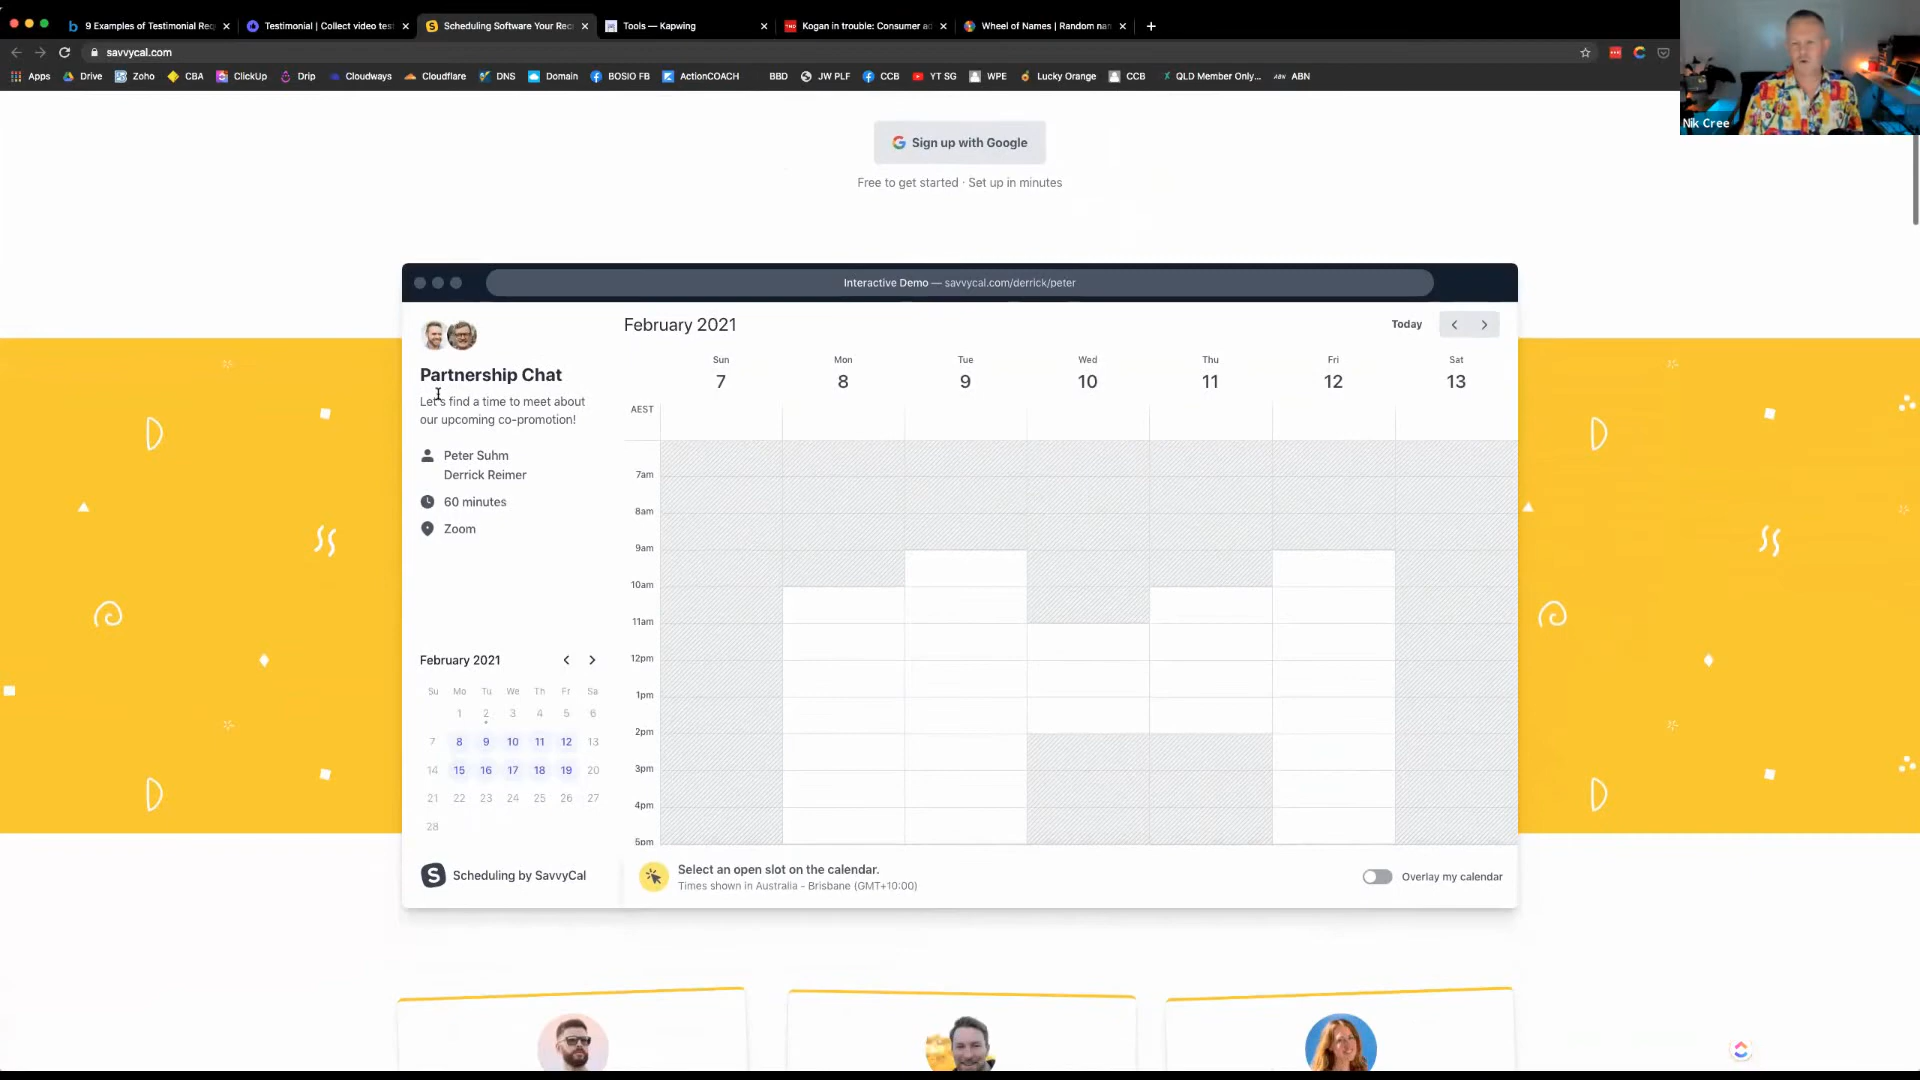 9 Examples of Testimonial Req
Testimonial | Collect video test
Scheduling Software Your Reci
Tools — Kapwing
Kogan in trouble: Consumer ad
Wheel of Names | Random nam
savvycal.com
Apps
Drive
Zoho
CBA
ClickUp
Drip
Cloudways
Cloudflare
DNS
Domain
BOSIO FB
ActionCOACH
BBD
JW PLF
CCB
YT SG
WPE
Lucky Orange
CCB
QLD Member Only...
ABN
Nik Cree
Sign up with Google
Free to get started · Set up in minutes
Interactive Demo — savvycal.com/derrick/peter
Partnership Chat
Let's find a time to meet about
our upcoming co-promotion!
Peter Suhm
Derrick Reimer
60 minutes
Zoom
February 2021
Su Mo Tu We Th Fr Sa
1 2 3 4 5 6
7 8 9 10 11 12 13
14 15 16 17 18 19 20
21 22 23 24 25 26 27
28
Scheduling by SavvyCal
February 2021
Today
Sun Mon Tue Wed Thu Fri Sat
7 8 9 10 11 12 13
AEST
7am
8am
9am
10am
11am
12pm
1pm
2pm
3pm
4pm
5pm
Select an open slot on the calendar.
Times shown in Australia - Brisbane (GMT+10:00)
Overlay my calendar